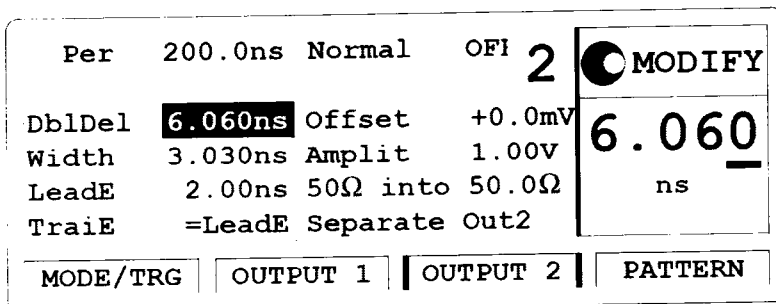 Per 200.0ns Normal OFF 2 MODIFY
DblDel 6.060ns Offset +0.0mV 6.060
Width 3.030ns Amplit 1.00V
LeadE 2.00ns 50Ω into 50.0Ω ns
TraiE =LeadE Separate Out2
MODE/TRG OUTPUT 1 OUTPUT 2 PATTERN